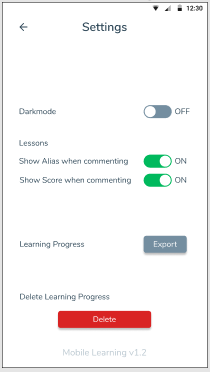 12:30
Settings
Darkmode OFF
Lessons
Show Alias when commenting ON
Show Score when commenting ON
Learning Progress Export
Delete Learning Progress
Delete
Mobile Learning v1.2